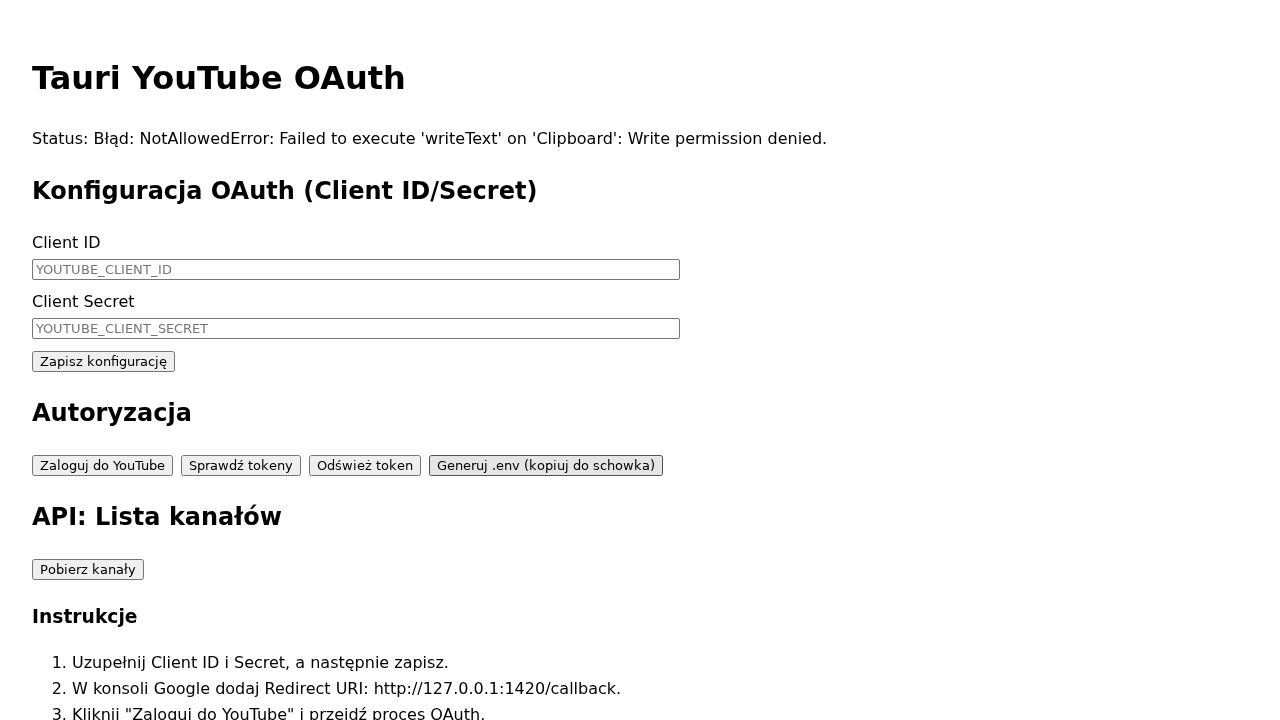 Tauri YouTube OAuth
Status: Błąd: NotAllowedError: Failed to execute 'writeText' on 'Clipboard': Write permission denied.
Konfiguracja OAuth (Client ID/Secret)
Client ID
YOUTUBE_CLIENT_ID
Client Secret
YOUTUBE_CLIENT_SECRET
Zapisz konfigurację
Autoryzacja
Zaloguj do YouTube Sprawdź tokeny Odśwież token Generuj .env (kopiuj do schowka)
API: Lista kanałów
Pobierz kanały
Instrukcje
1. Uzupełnij Client ID i Secret, a następnie zapisz.
2. W konsoli Google dodaj Redirect URI: http://127.0.0.1:1420/callback.
3. Kliknij "Zaloguj do YouTube" i przejdź proces OAuth.